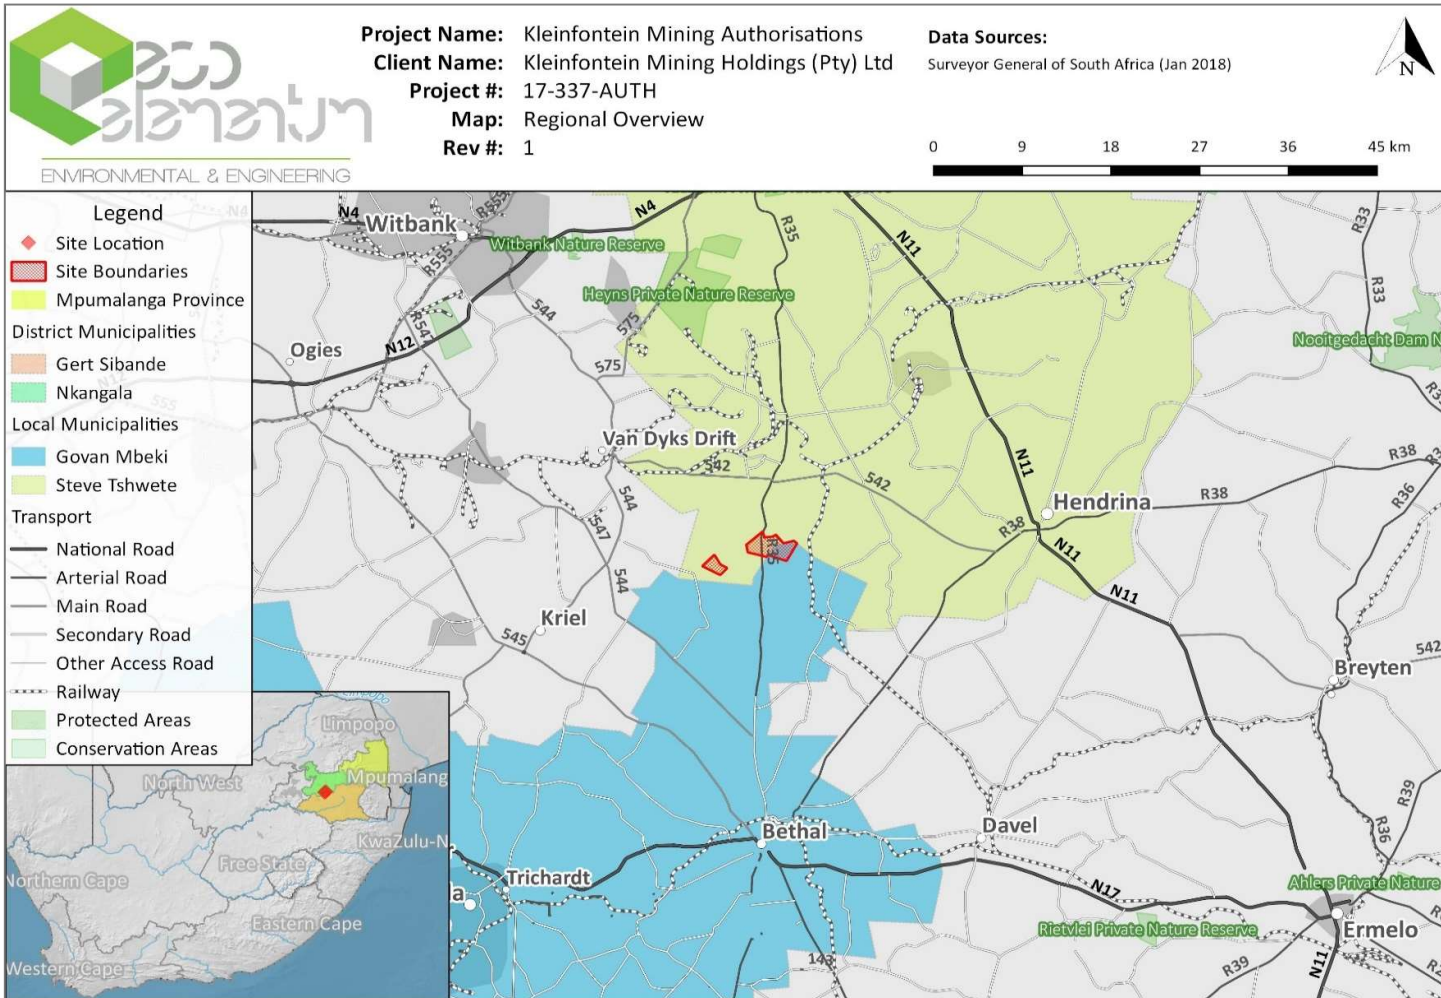 eco
elementum
ENVIRONMENTAL & ENGINEERING
Project Name: Kleinfontein Mining Authorisations
Client Name: Kleinfontein Mining Holdings (Pty) Ltd
Project #: 17-337-AUTH
Map: Regional Overview
Rev #: 1
Data Sources:
Surveyor General of South Africa (Jan 2018)
N
0 9 18 27 36 45 km
Legend
Site Location
Site Boundaries
Mpumalanga Province
District Municipalities
Gert Sibande
Nkangala
Local Municipalities
Govan Mbeki
Steve Tshwete
Transport
National Road
Arterial Road
Main Road
Secondary Road
Other Access Road
Railway
Protected Areas
Conservation Areas
N4
Witbank
R555
N4
R35
N11
R33
Witbank Nature Reserve
R555
Heyns Private Nature Reserve
R33
544
575
R547
N12
Nooitgedacht Dam N
Ogies
575
Van Dyks Drift
542
542
N11
R38
R38
R36
Hendrina
544
547
R38
N11
R35
544
N11
Kriel
545
542
Breyten
R39
R36
Bethal
Davel
Trichardt
la
N17
Ahlers Private Nature
Rietvlei Private Nature Reserve
Ermelo
143
R39
N11
Limpopo
North West
Mpumalang
KwaZulu-N
Free State
Northern Cape
Eastern Cape
Western Cape